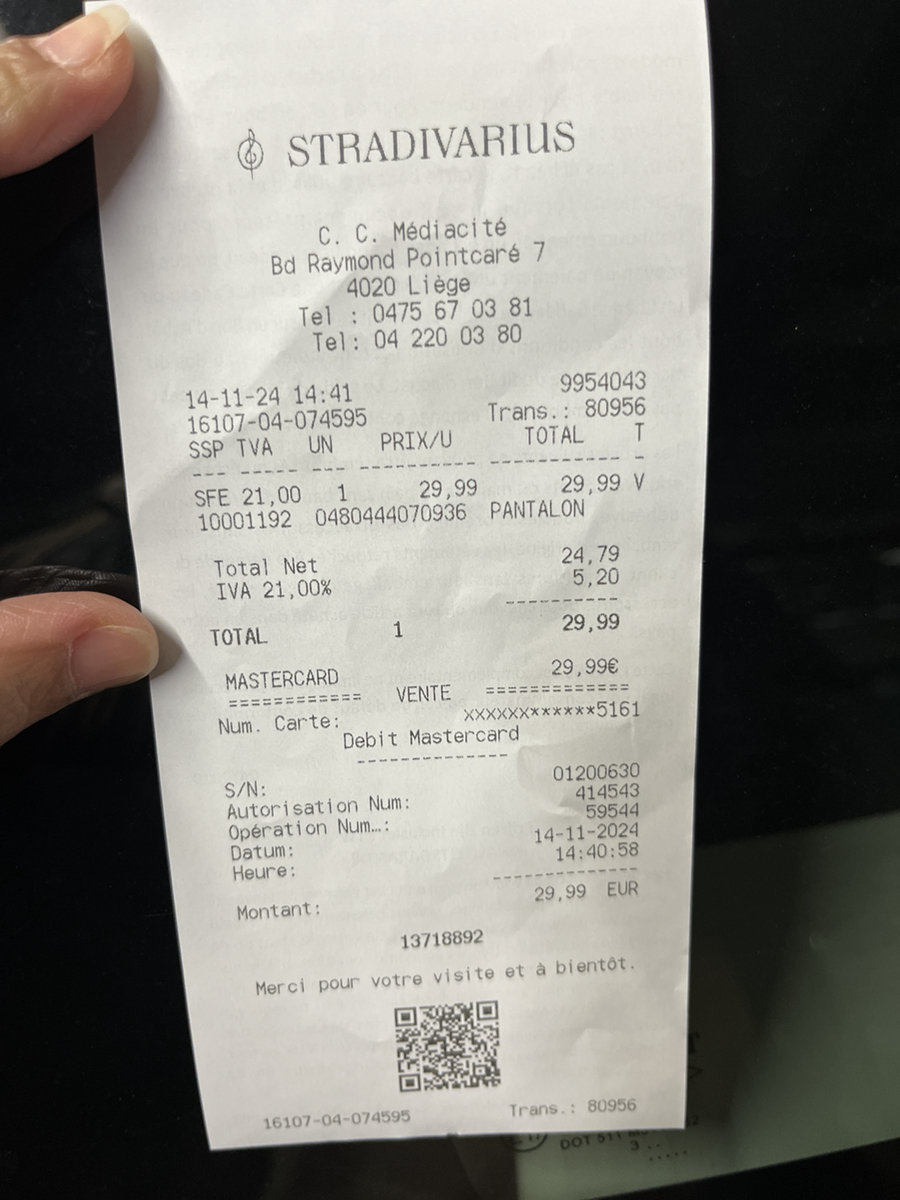 STRADIVARIUS
C. C. Médiacité
Bd Raymond Pointcaré 7
4020 Liège
Tel : 0475 67 03 81
Tel: 04 220 03 80
14-11-24 14:41 9954043
16107-04-074595 Trans.: 80956
SSP TVA UN PRIX/U TOTAL T
--- ----- --- ---------- ----------- -
SFE 21,00 1 29,99 29,99 V
10001192 0480444070936 PANTALON
Total Net 24,79
IVA 21,00% 5,20
----------
TOTAL 1 29,99
MASTERCARD 29,99€
============ VENTE =============
Num. Carte: XXXXXX******5161
Debit Mastercard
--------------
S/N: 01200630
Autorisation Num: 414543
Opération Num…: 59544
Datum: 14-11-2024
Heure: 14:40:58
--------------
Montant: 29,99 EUR
13718892
Merci pour votre visite et à bientôt.
16107-04-074595 Trans.: 80956